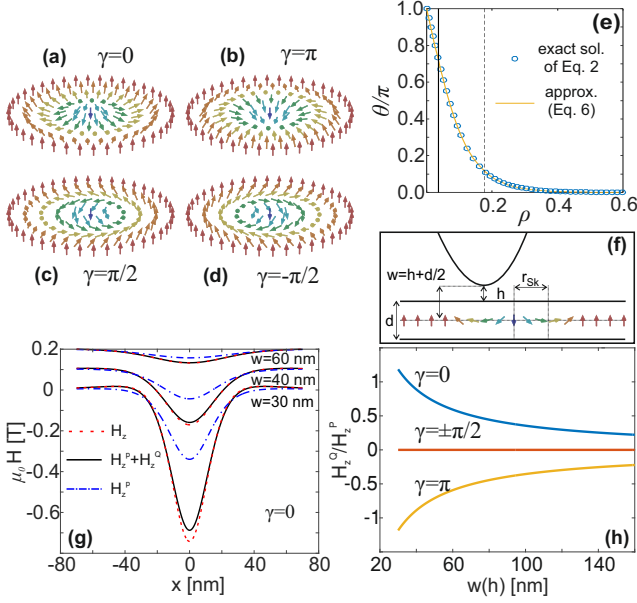 (a) γ=0
(b) γ=π
(c) γ=π/2
(d) γ=-π/2
(e)
θ/π
1.0
0.8
0.6
0.4
0.2
0.0
0.2 0.4 0.6
ρ
exact sol.
of Eq. 2
approx.
(Eq. 6)
(f)
w=h+d/2
h
r_Sk
d
(g)
μ₀ H [T]
0.2
0
-0.2
-0.4
-0.6
-80 -40 0 40 80
x [nm]
w=60 nm
w=40 nm
w=30 nm
H_z
H_z^P+H_z^Q
H_z^P
γ=0
(h)
H_z^Q/H_z^P
1
0.5
0
-0.5
-1
20 60 100 140
w(h) [nm]
γ=0
γ=±π/2
γ=π